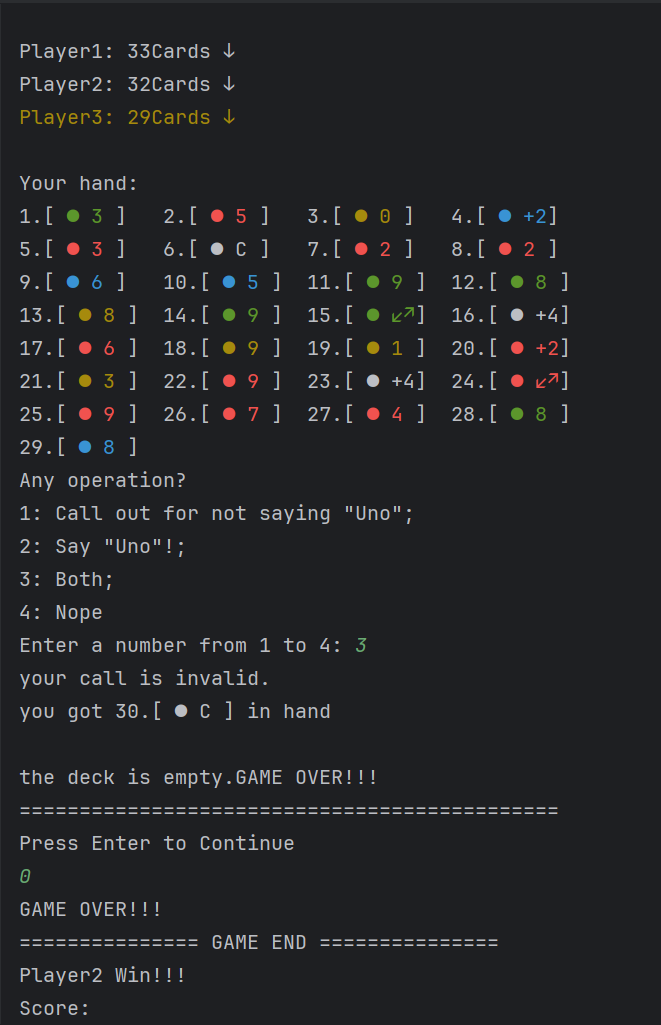 Player1: 33Cards ↓
Player2: 32Cards ↓
Player3: 29Cards ↓
Your hand:
1.[ ● 3 ] 2.[ ● 5 ] 3.[ ● 0 ] 4.[ ● +2]
5.[ ● 3 ] 6.[ ● C ] 7.[ ● 2 ] 8.[ ● 2 ]
9.[ ● 6 ] 10.[ ● 5 ] 11.[ ● 9 ] 12.[ ● 8 ]
13.[ ● 8 ] 14.[ ● 9 ] 15.[ ● ↙↗] 16.[ ● +4]
17.[ ● 6 ] 18.[ ● 9 ] 19.[ ● 1 ] 20.[ ● +2]
21.[ ● 3 ] 22.[ ● 9 ] 23.[ ● +4] 24.[ ● ↙↗]
25.[ ● 9 ] 26.[ ● 7 ] 27.[ ● 4 ] 28.[ ● 8 ]
29.[ ● 8 ]
Any operation?
1: Call out for not saying "Uno";
2: Say "Uno"!;
3: Both;
4: Nope
Enter a number from 1 to 4: 3
your call is invalid.
you got 30.[ ● C ] in hand
the deck is empty.GAME OVER!!!
=============================================
Press Enter to Continue
0
GAME OVER!!!
=============== GAME END ===============
Player2 Win!!!
Score: